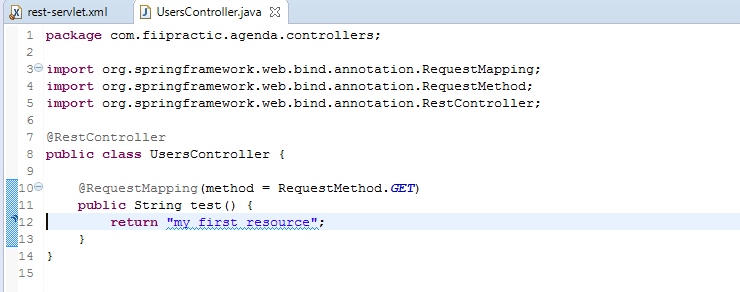 rest-servlet.xml UsersController.java
1 package com.fiipractic.agenda.controllers;
2
3 import org.springframework.web.bind.annotation.RequestMapping;
4 import org.springframework.web.bind.annotation.RequestMethod;
5 import org.springframework.web.bind.annotation.RestController;
6
7 @RestController
8 public class UsersController {
9
10 @RequestMapping(method = RequestMethod.GET)
11 public String test() {
12 return "my first resource";
13 }
14 }
15